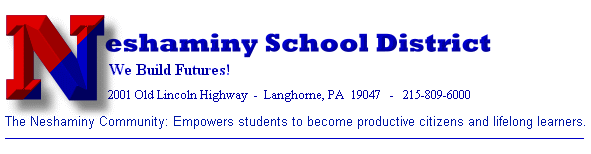 Neshaminy School District
We Build Futures!
2001 Old Lincoln Highway - Langhorne, PA 19047 - 215-809-6000
The Neshaminy Community: Empowers students to become productive citizens and lifelong learners.